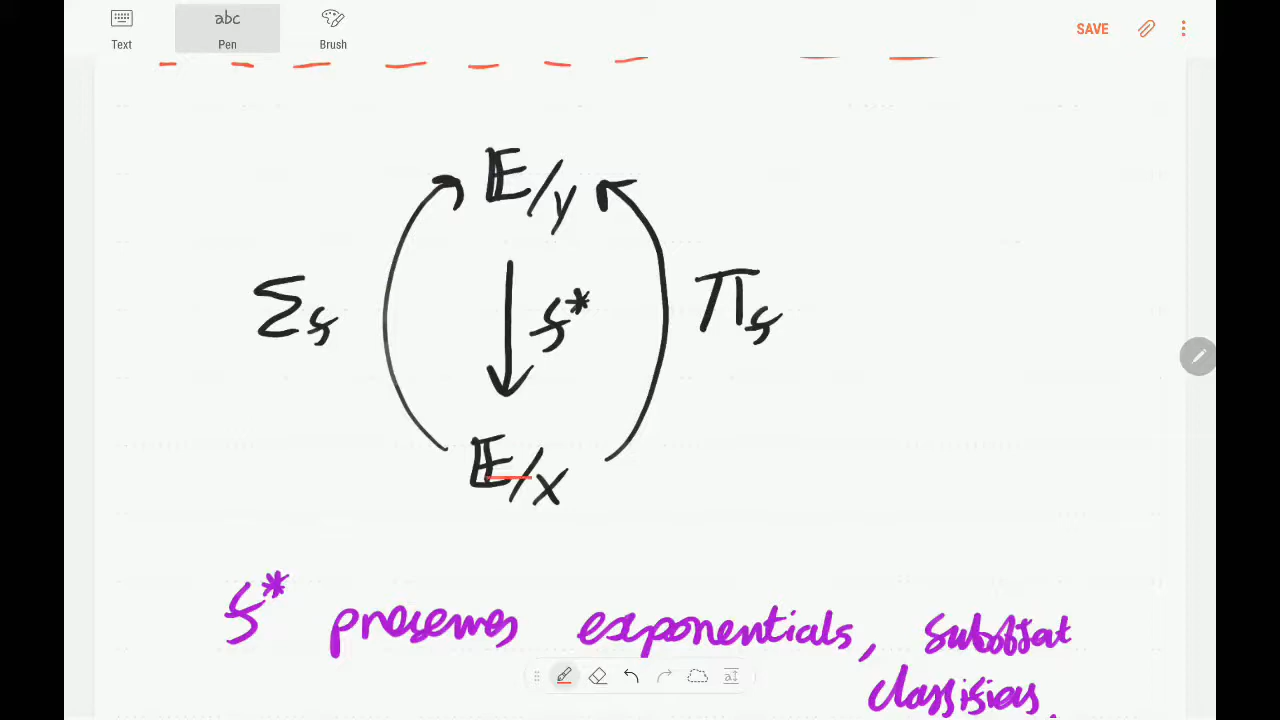 Text
abc
Pen
Brush
SAVE
𝔼/y
Σf
f*
Πf
𝔼/x
f* preserves exponentials, subobject
classifiers,